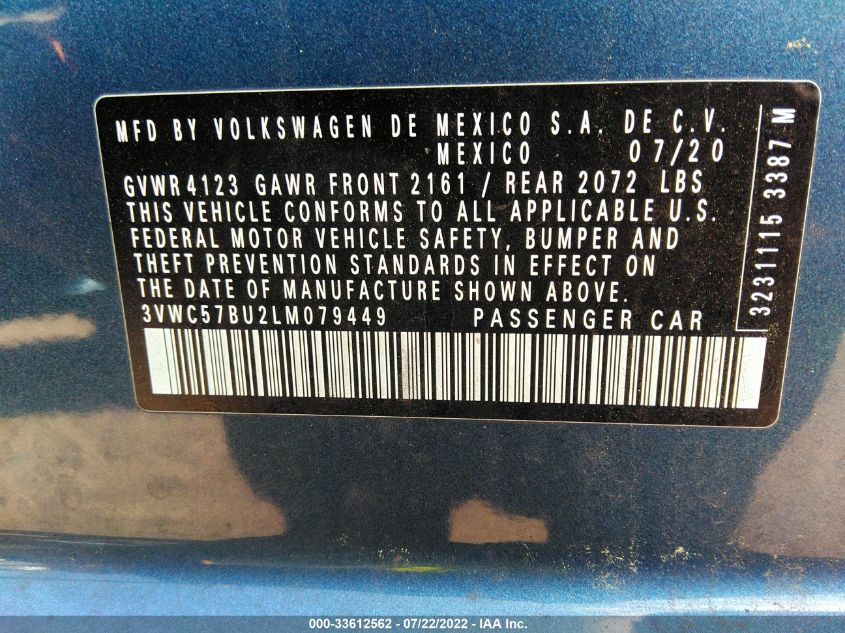 MFD BY VOLKSWAGEN DE MEXICO S.A. DE C.V.
MEXICO 07/20
GVWR 4123 GAWR FRONT 2161 / REAR 2072 LBS
THIS VEHICLE CONFORMS TO ALL APPLICABLE U.S.
FEDERAL MOTOR VEHICLE SAFETY, BUMPER AND
THEFT PREVENTION STANDARDS IN EFFECT ON
THE DATE OF MANUFACTURE SHOWN ABOVE.
3VWC57BU2LM079449 PASSENGER CAR
3231115 3387 M
000-33612562 - 07/22/2022 - IAA Inc.